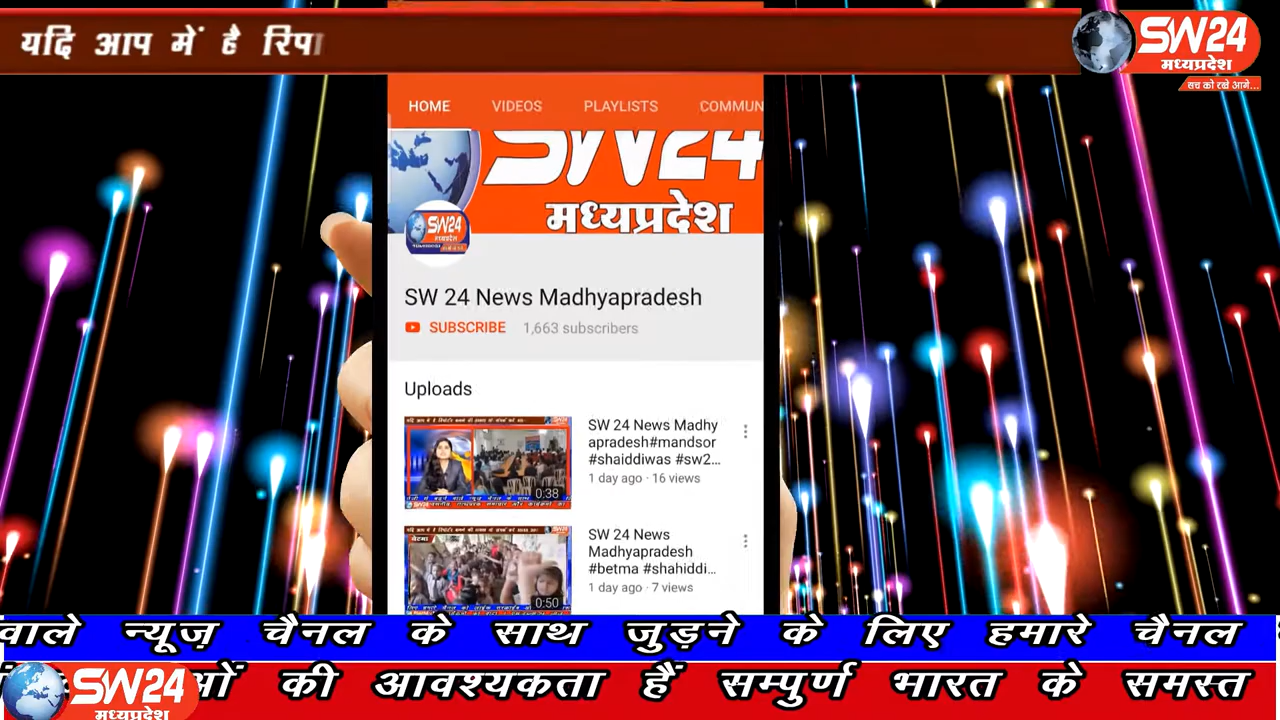 यदि आप में है रिपा
SW24
मध्यप्रदेश
सच को रखे आगे...
HOME VIDEOS PLAYLISTS COMMUN
SW24
मध्यप्रदेश
SW24
SW 24 News Madhyapradesh
SUBSCRIBE 1,663 subscribers
Uploads
SW 24 News Madhy
apradesh#mandsor
#shaiddiwas #sw2...
1 day ago · 16 views
0:38
SW 24 News
Madhyapradesh
#betma #shahiddi...
1 day ago · 7 views
बेटमा
0:50
वाले न्यूज़ चैनल के साथ जुड़ने के लिए हमारे चैनल
ओं की आवश्यकता हैं सम्पुर्ण भारत के समस्त
SW24
मध्यप्रदेश